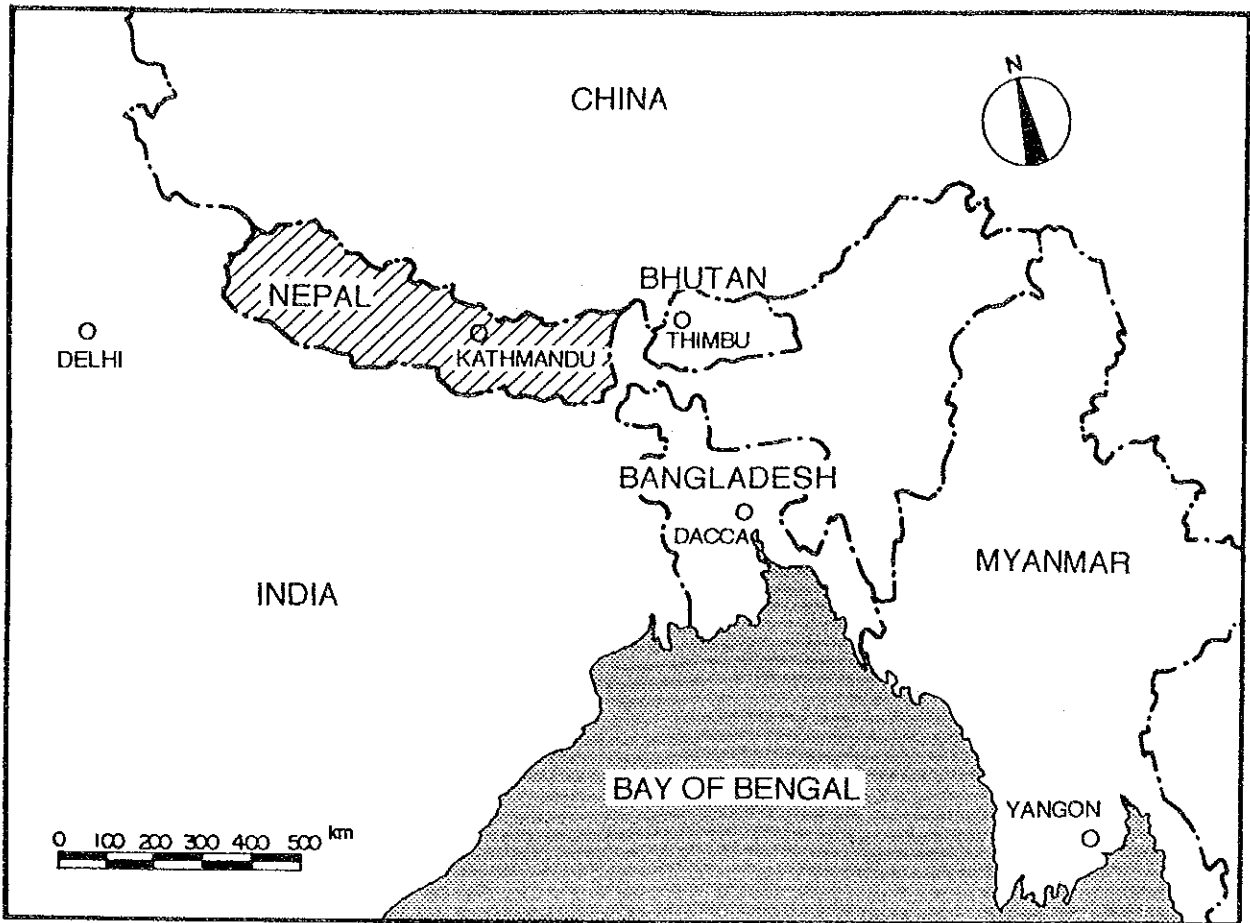 N
CHINA
BHUTAN
NEPAL
THIMBU
DELHI
KATHMANDU
BANGLADESH
DACCA
MYANMAR
INDIA
BAY OF BENGAL
YANGON
0 100 200 300 400 500 km